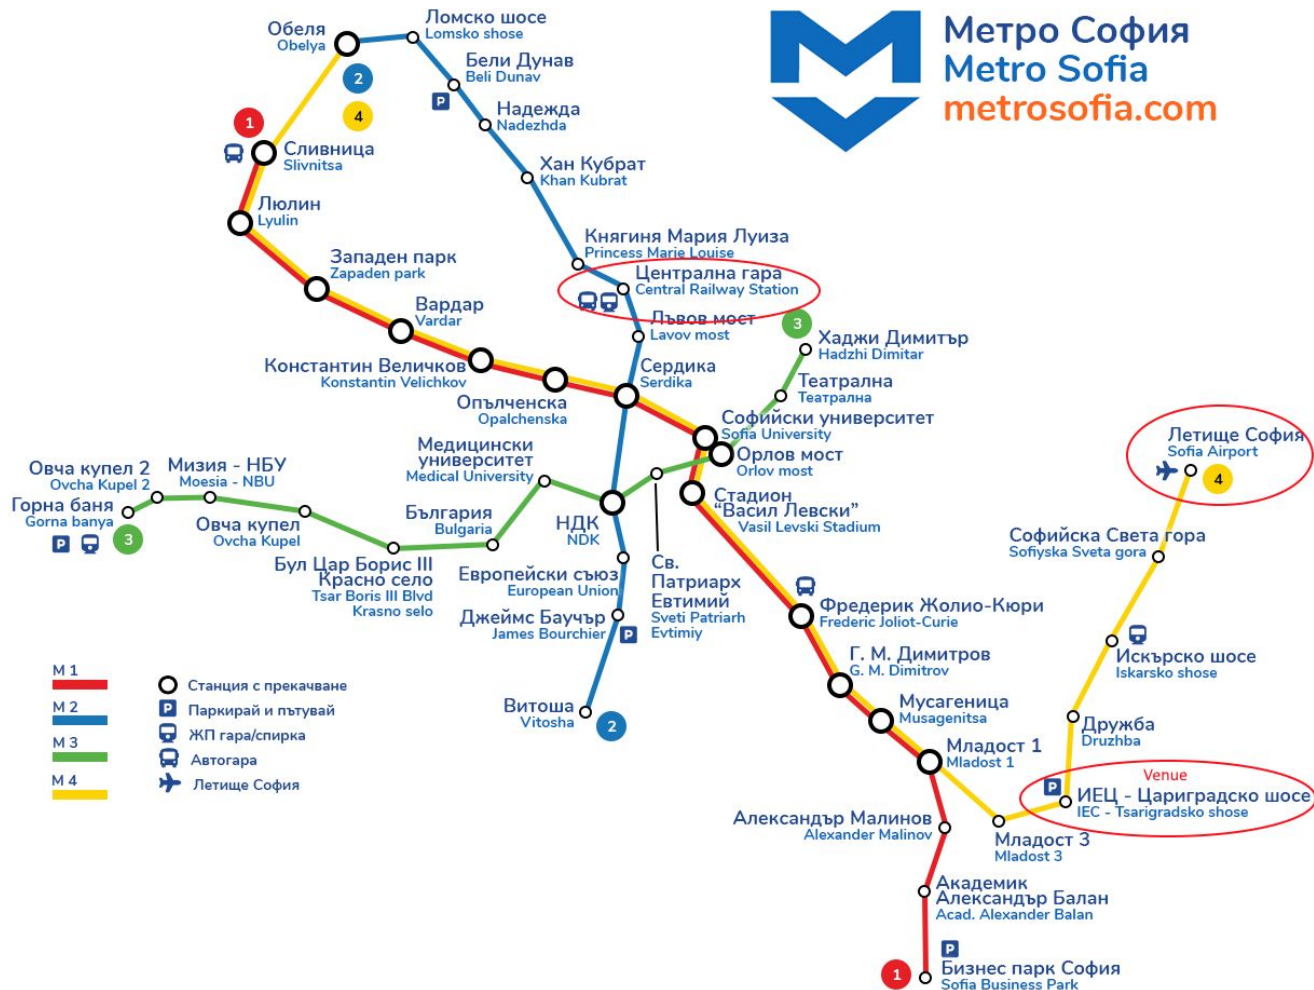 Метро София
Metro Sofia
metrosofia.com
Обеля
Obelya
2
4
Ломско шосе
Lomsko shose
Бели Дунав
Beli Dunav
P
Надежда
Nadezhda
Хан Кубрат
Khan Kubrat
Княгиня Мария Луиза
Princess Marie Louise
Централна гара
Central Railway Station
Лъвов мост
Lavov most
1
Сливница
Slivnitsa
Люлин
Lyulin
Западен парк
Zapaden park
Вардар
Vardar
Константин Величков
Konstantin Velichkov
Опълченска
Opalchenska
Сердика
Serdika
3
Хаджи Димитър
Hadzhi Dimitar
Театрална
Театрална
Софийски университет
Sofia University
Орлов мост
Orlov most
Стадион
"Васил Левски"
Vasil Levski Stadium
Медицински
университет
Medical University
Овча купел 2
Ovcha Kupel 2
Мизия - НБУ
Moesia - NBU
Горна баня
Gorna banya
P
3
Овча купел
Ovcha Kupel
Бул Цар Борис III
Красно село
Tsar Boris III Blvd
Krasno selo
България
Bulgaria
НДК
NDK
Европейски съюз
European Union
Джеймс Баучър
James Bourchier
P
Св.
Патриарх
Евтимий
Sveti Patriarh
Evtimiy
Витоша
Vitosha
2
Фредерик Жолио-Кюри
Frederic Joliot-Curie
Г. М. Димитров
G. M. Dimitrov
Мусагеница
Musagenitsa
Младост 1
Mladost 1
Летище София
Sofia Airport
4
Софийска Света гора
Sofiyska Sveta gora
Искърско шосе
Iskarsko shose
Дружба
Druzhba
Venue
P
ИЕЦ - Цариградско шосе
IEC - Tsarigradsko shose
Младост 3
Mladost 3
Александър Малинов
Alexander Malinov
Академик
Александър Балан
Acad. Alexander Balan
P
1
Бизнес парк София
Sofia Business Park
M 1
M 2
M 3
M 4
Станция с прекачване
P Паркирай и пътувай
ЖП гара/спирка
Автогара
Летище София